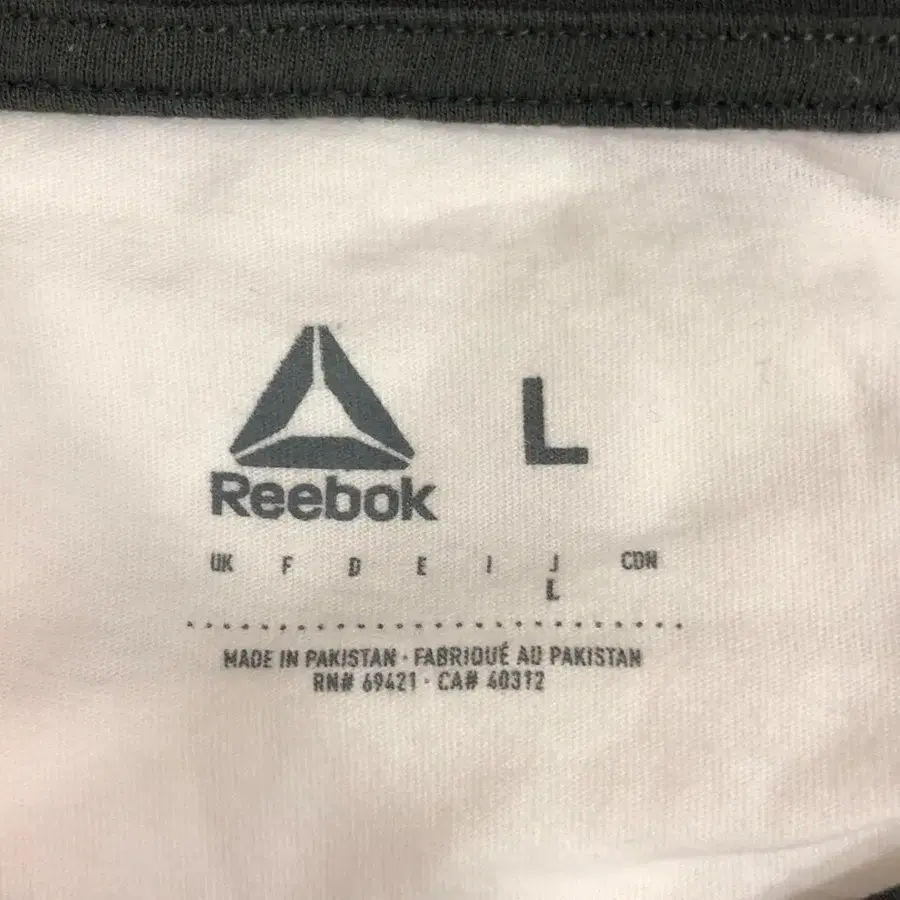 L
Reebok
UK F D E I J CDN
L
MADE IN PAKISTAN · FABRIQUÉ AU PAKISTAN
RN# 69421 · CA# 40312